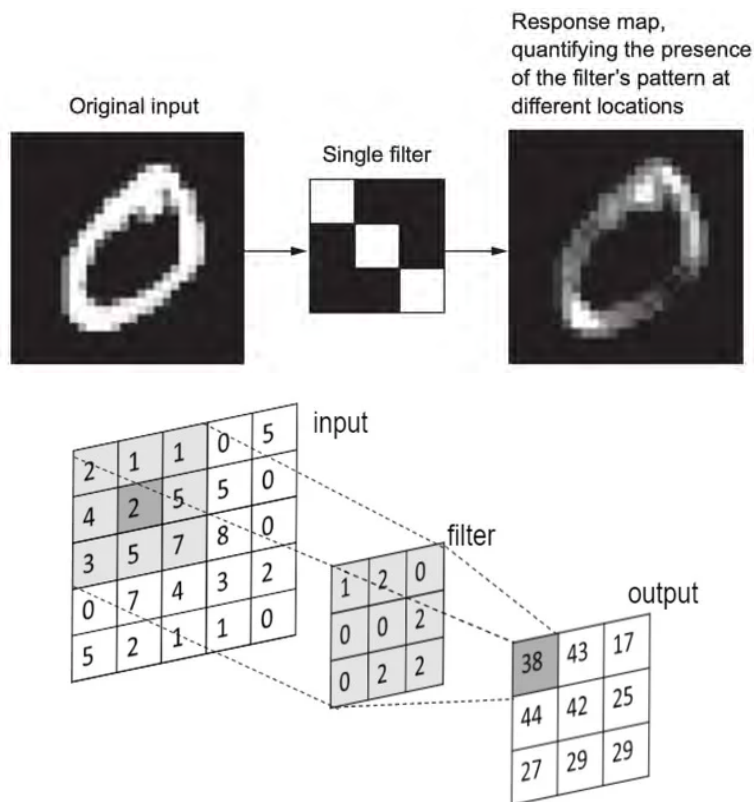 Response map,
quantifying the presence
of the filter's pattern at
different locations
Original input
Single filter
input
2 1 1 0 5
4 2 5 5 0
3 5 7 8 0
0 7 4 3 2
5 2 1 1 0
filter
1 2 0
0 0 2
0 2 2
output
38 43 17
44 42 25
27 29 29